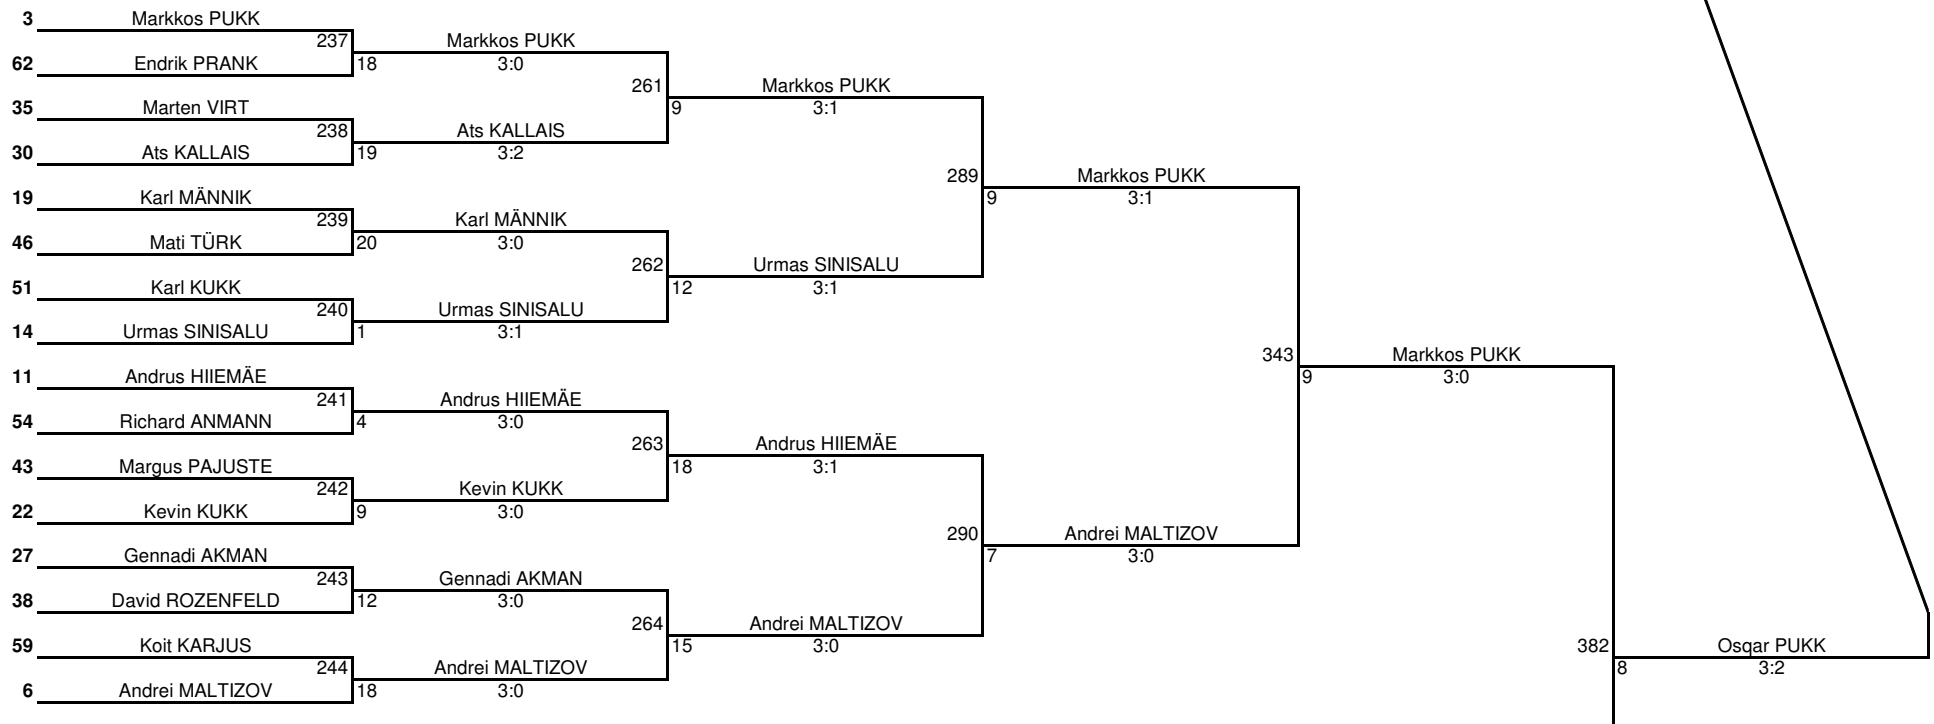 3 Markkos PUKK
237 Markkos PUKK
62 Endrik PRANK 18 3:0
261 Markkos PUKK
35 Marten VIRT 9 3:1
238 Ats KALLAIS
30 Ats KALLAIS 19 3:2
289 Markkos PUKK
19 Karl MÄNNIK 9 3:1
239 Karl MÄNNIK
46 Mati TÜRK 20 3:0
262 Urmas SINISALU
51 Karl KUKK 12 3:1
240 Urmas SINISALU
14 Urmas SINISALU 1 3:1
343 Markkos PUKK
11 Andrus HIIEMÄE 9 3:0
241 Andrus HIIEMÄE
54 Richard ANMANN 4 3:0
263 Andrus HIIEMÄE
43 Margus PAJUSTE 18 3:1
242 Kevin KUKK
22 Kevin KUKK 9 3:0
290 Andrei MALTIZOV
27 Gennadi AKMAN 7 3:0
243 Gennadi AKMAN
38 David ROZENFELD 12 3:0
264 Andrei MALTIZOV
59 Koit KARJUS 15 3:0 382 Osqar PUKK
244 Andrei MALTIZOV 8 3:2
6 Andrei MALTIZOV 18 3:0